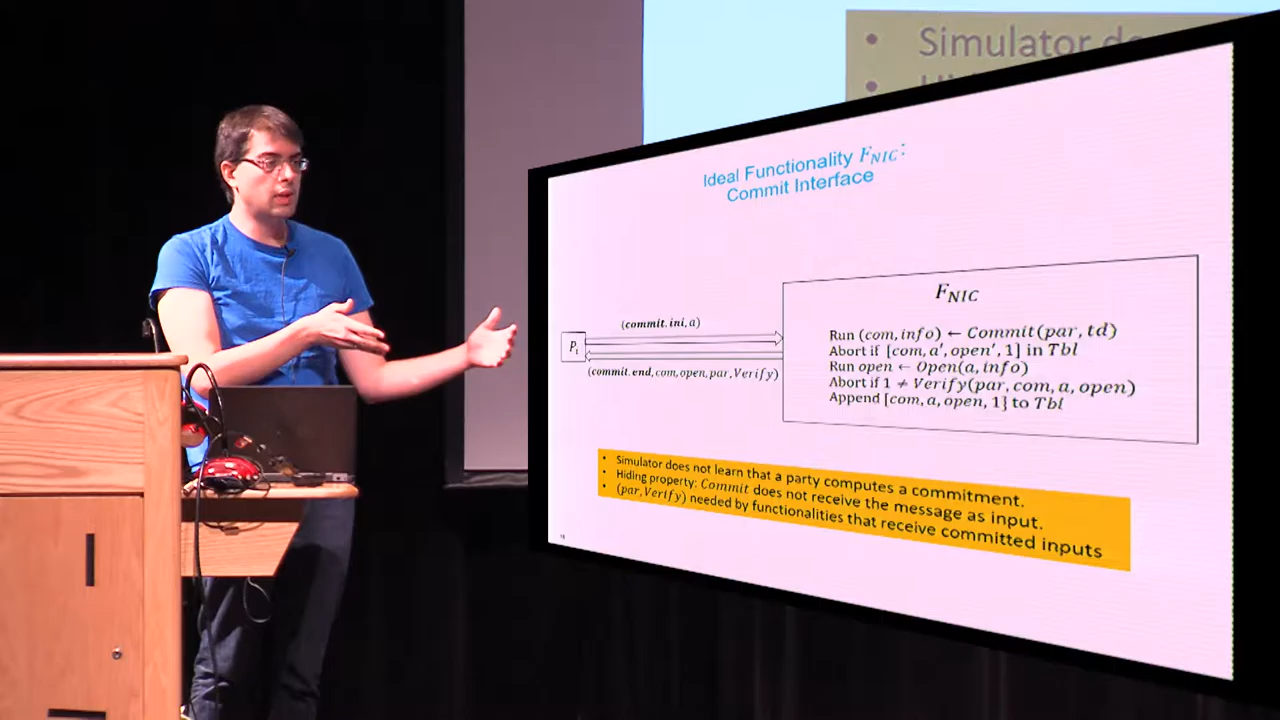 • Simulator do
Ideal Functionality F_NIC:
Commit Interface
F_NIC
(commit.ini, a)
P_i
(commit.end, com, open, par, Verify)
Run (com, info) ← Commit(par, td)
Abort if [com, a', open', 1] in Tbl
Run open ← Open(a, info)
Abort if 1 ≠ Verify(par, com, a, open)
Append [com, a, open, 1] to Tbl
• Simulator does not learn that a party computes a commitment.
• Hiding property: Commit does not receive the message as input.
• (par, Verify) needed by functionalities that receive committed inputs